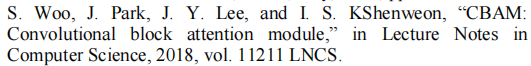 S. Woo, J. Park, J. Y. Lee, and I. S. KShenweon, “CBAM:
Convolutional block attention module,” in Lecture Notes in
Computer Science, 2018, vol. 11211 LNCS.